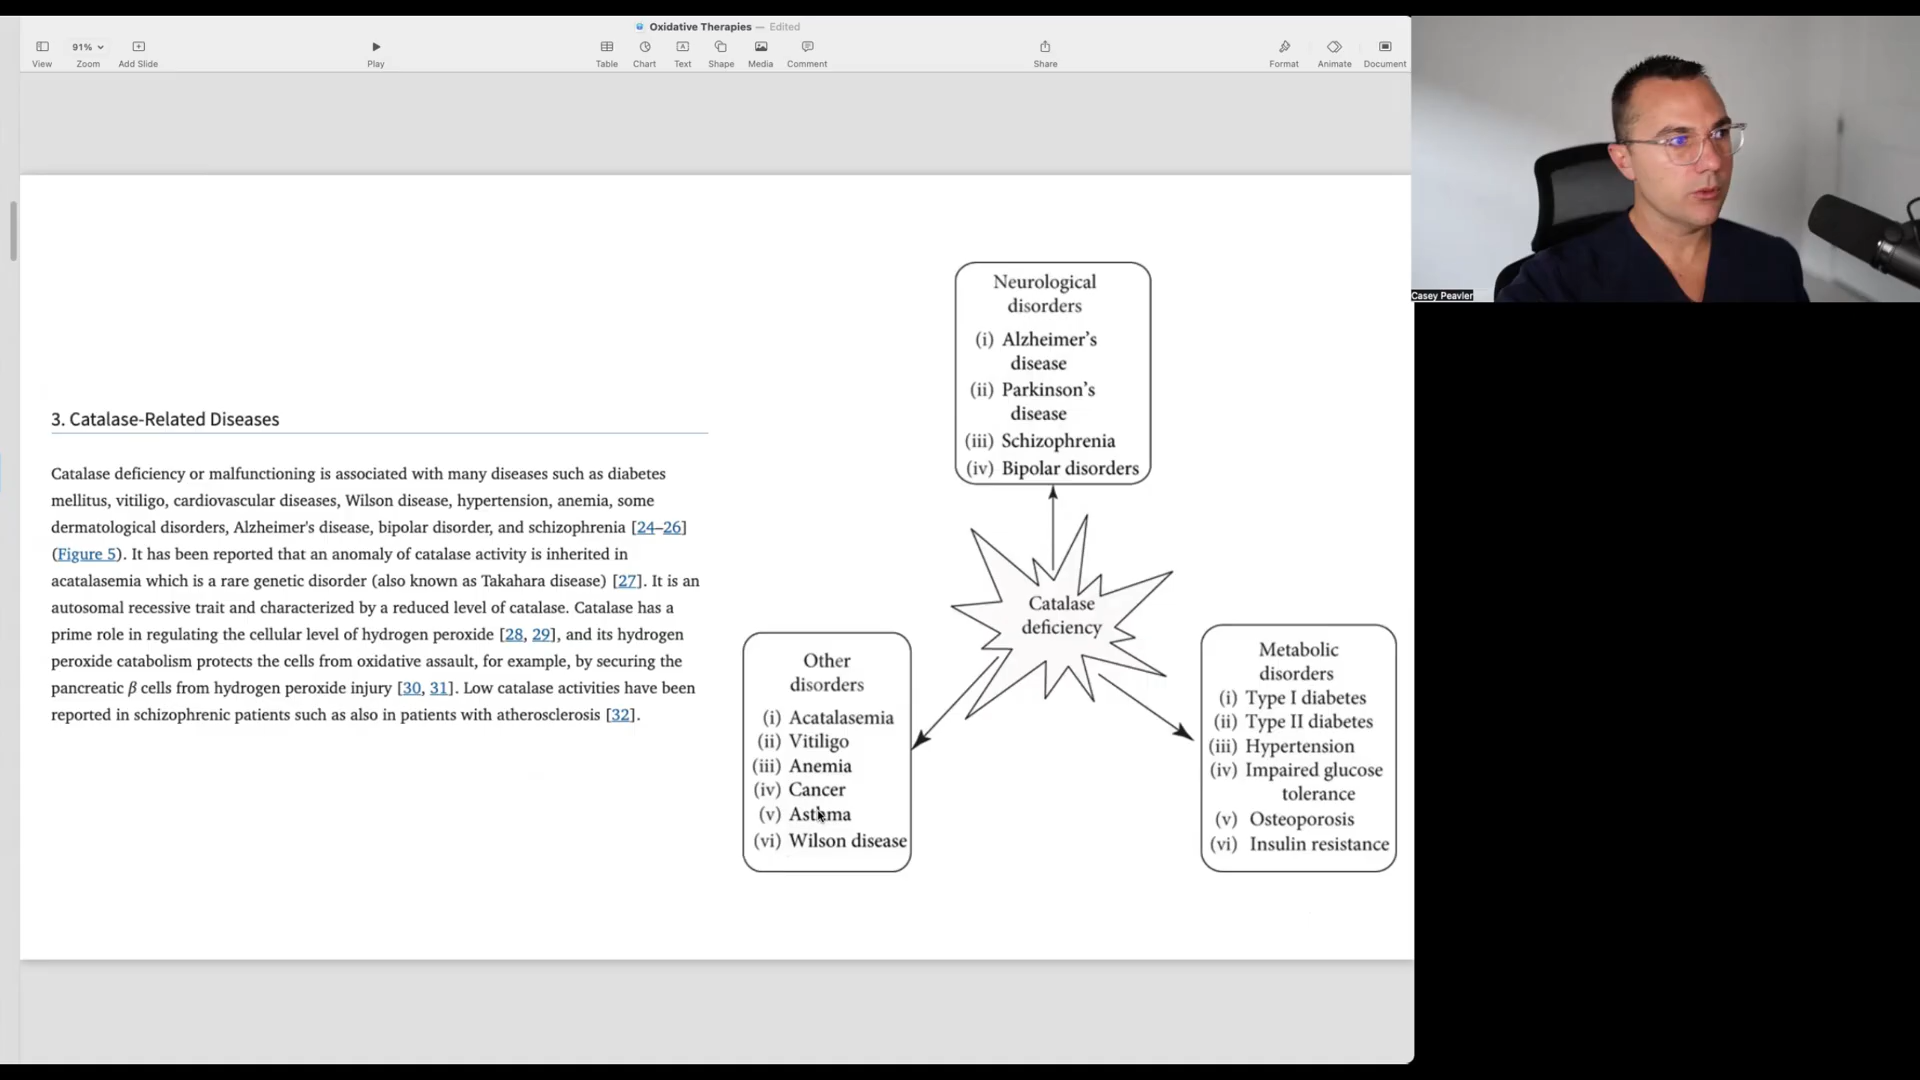 Oxidative Therapies — Edited
91%
View
Zoom
Add Slide
Play
Table
Chart
Text
Shape
Media
Comment
Share
Format
Animate
Document
Casey Peavler
3. Catalase-Related Diseases
Catalase deficiency or malfunctioning is associated with many diseases such as diabetes
mellitus, vitiligo, cardiovascular diseases, Wilson disease, hypertension, anemia, some
dermatological disorders, Alzheimer's disease, bipolar disorder, and schizophrenia [24–26]
(Figure 5). It has been reported that an anomaly of catalase activity is inherited in
acatalasemia which is a rare genetic disorder (also known as Takahara disease) [27]. It is an
autosomal recessive trait and characterized by a reduced level of catalase. Catalase has a
prime role in regulating the cellular level of hydrogen peroxide [28, 29], and its hydrogen
peroxide catabolism protects the cells from oxidative assault, for example, by securing the
pancreatic β cells from hydrogen peroxide injury [30, 31]. Low catalase activities have been
reported in schizophrenic patients such as also in patients with atherosclerosis [32].
Neurological
disorders
(i) Alzheimer's
disease
(ii) Parkinson's
disease
(iii) Schizophrenia
(iv) Bipolar disorders
Catalase
deficiency
Other
disorders
(i) Acatalasemia
(ii) Vitiligo
(iii) Anemia
(iv) Cancer
(v) Asthma
(vi) Wilson disease
Metabolic
disorders
(i) Type I diabetes
(ii) Type II diabetes
(iii) Hypertension
(iv) Impaired glucose
tolerance
(v) Osteoporosis
(vi) Insulin resistance